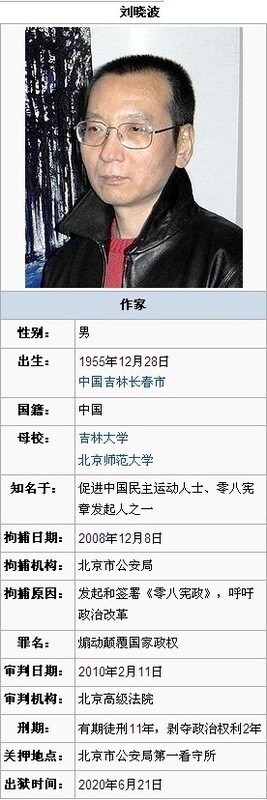 刘晓波
作家
性别： 男
出生： 1955年12月28日
中国吉林长春市
国籍： 中国
母校： 吉林大学
北京师范大学
知名于： 促进中国民主运动人士、零八宪
章发起人之一
拘捕日期： 2008年12月8日
拘捕机构： 北京市公安局
拘捕原因： 发起和签署《零八宪政》，呼吁
政治改革
罪名： 煽动颠覆国家政权
审判日期： 2010年2月11日
审判机构： 北京高级法院
刑期： 有期徒刑11年，剥夺政治权利2年
关押地点： 北京市公安局第一看守所
出狱时间： 2020年6月21日